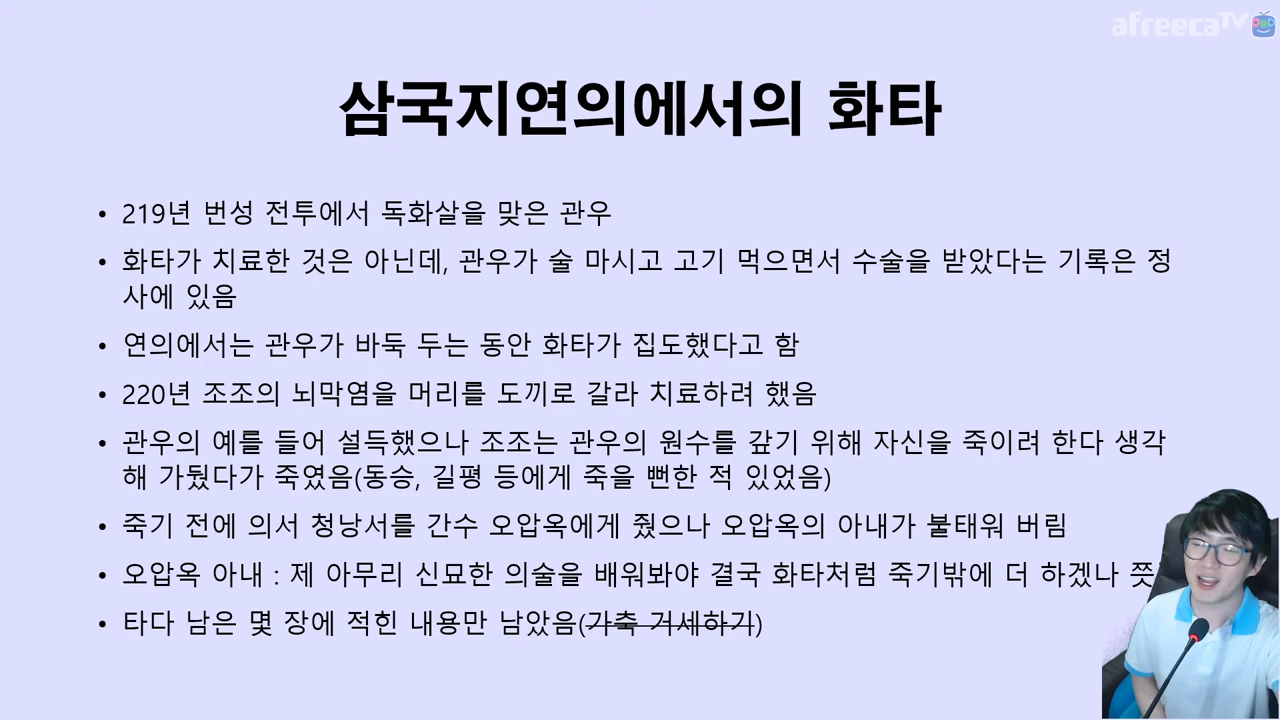 afreecaTV
삼국지연의에서의 화타
• 219년 번성 전투에서 독화살을 맞은 관우
• 화타가 치료한 것은 아닌데, 관우가 술 마시고 고기 먹으면서 수술을 받았다는 기록은 정
사에 있음
• 연의에서는 관우가 바둑 두는 동안 화타가 집도했다고 함
• 220년 조조의 뇌막염을 머리를 도끼로 갈라 치료하려 했음
• 관우의 예를 들어 설득했으나 조조는 관우의 원수를 갚기 위해 자신을 죽이려 한다 생각
해 가뒀다가 죽였음(동승, 길평 등에게 죽을 뻔한 적 있었음)
• 죽기 전에 의서 청낭서를 간수 오압옥에게 줬으나 오압옥의 아내가 불태워 버림
• 오압옥 아내 : 제 아무리 신묘한 의술을 배워봐야 결국 화타처럼 죽기밖에 더 하겠나 쯧
• 타다 남은 몇 장에 적힌 내용만 남았음(가축 거세하기)